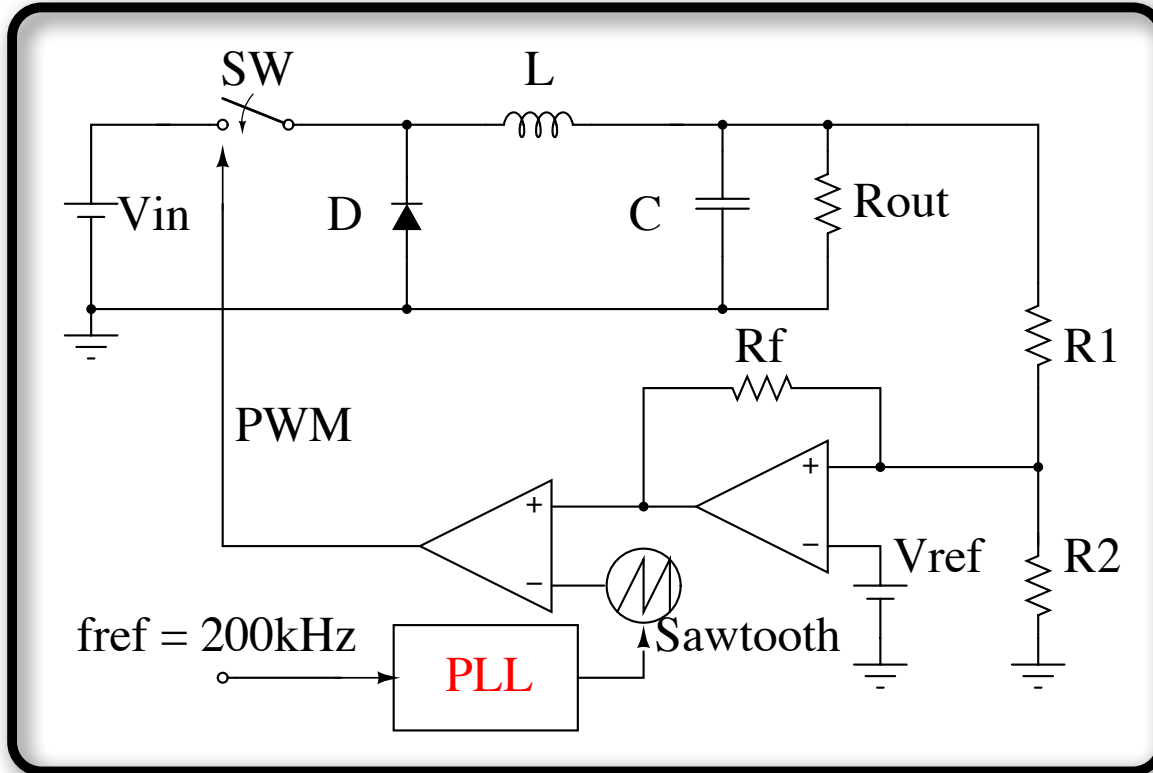 SW
L
Vin
D
C
Rout
Rf
R1
PWM
+
−
+
−
Vref
R2
Sawtooth
fref = 200kHz
PLL